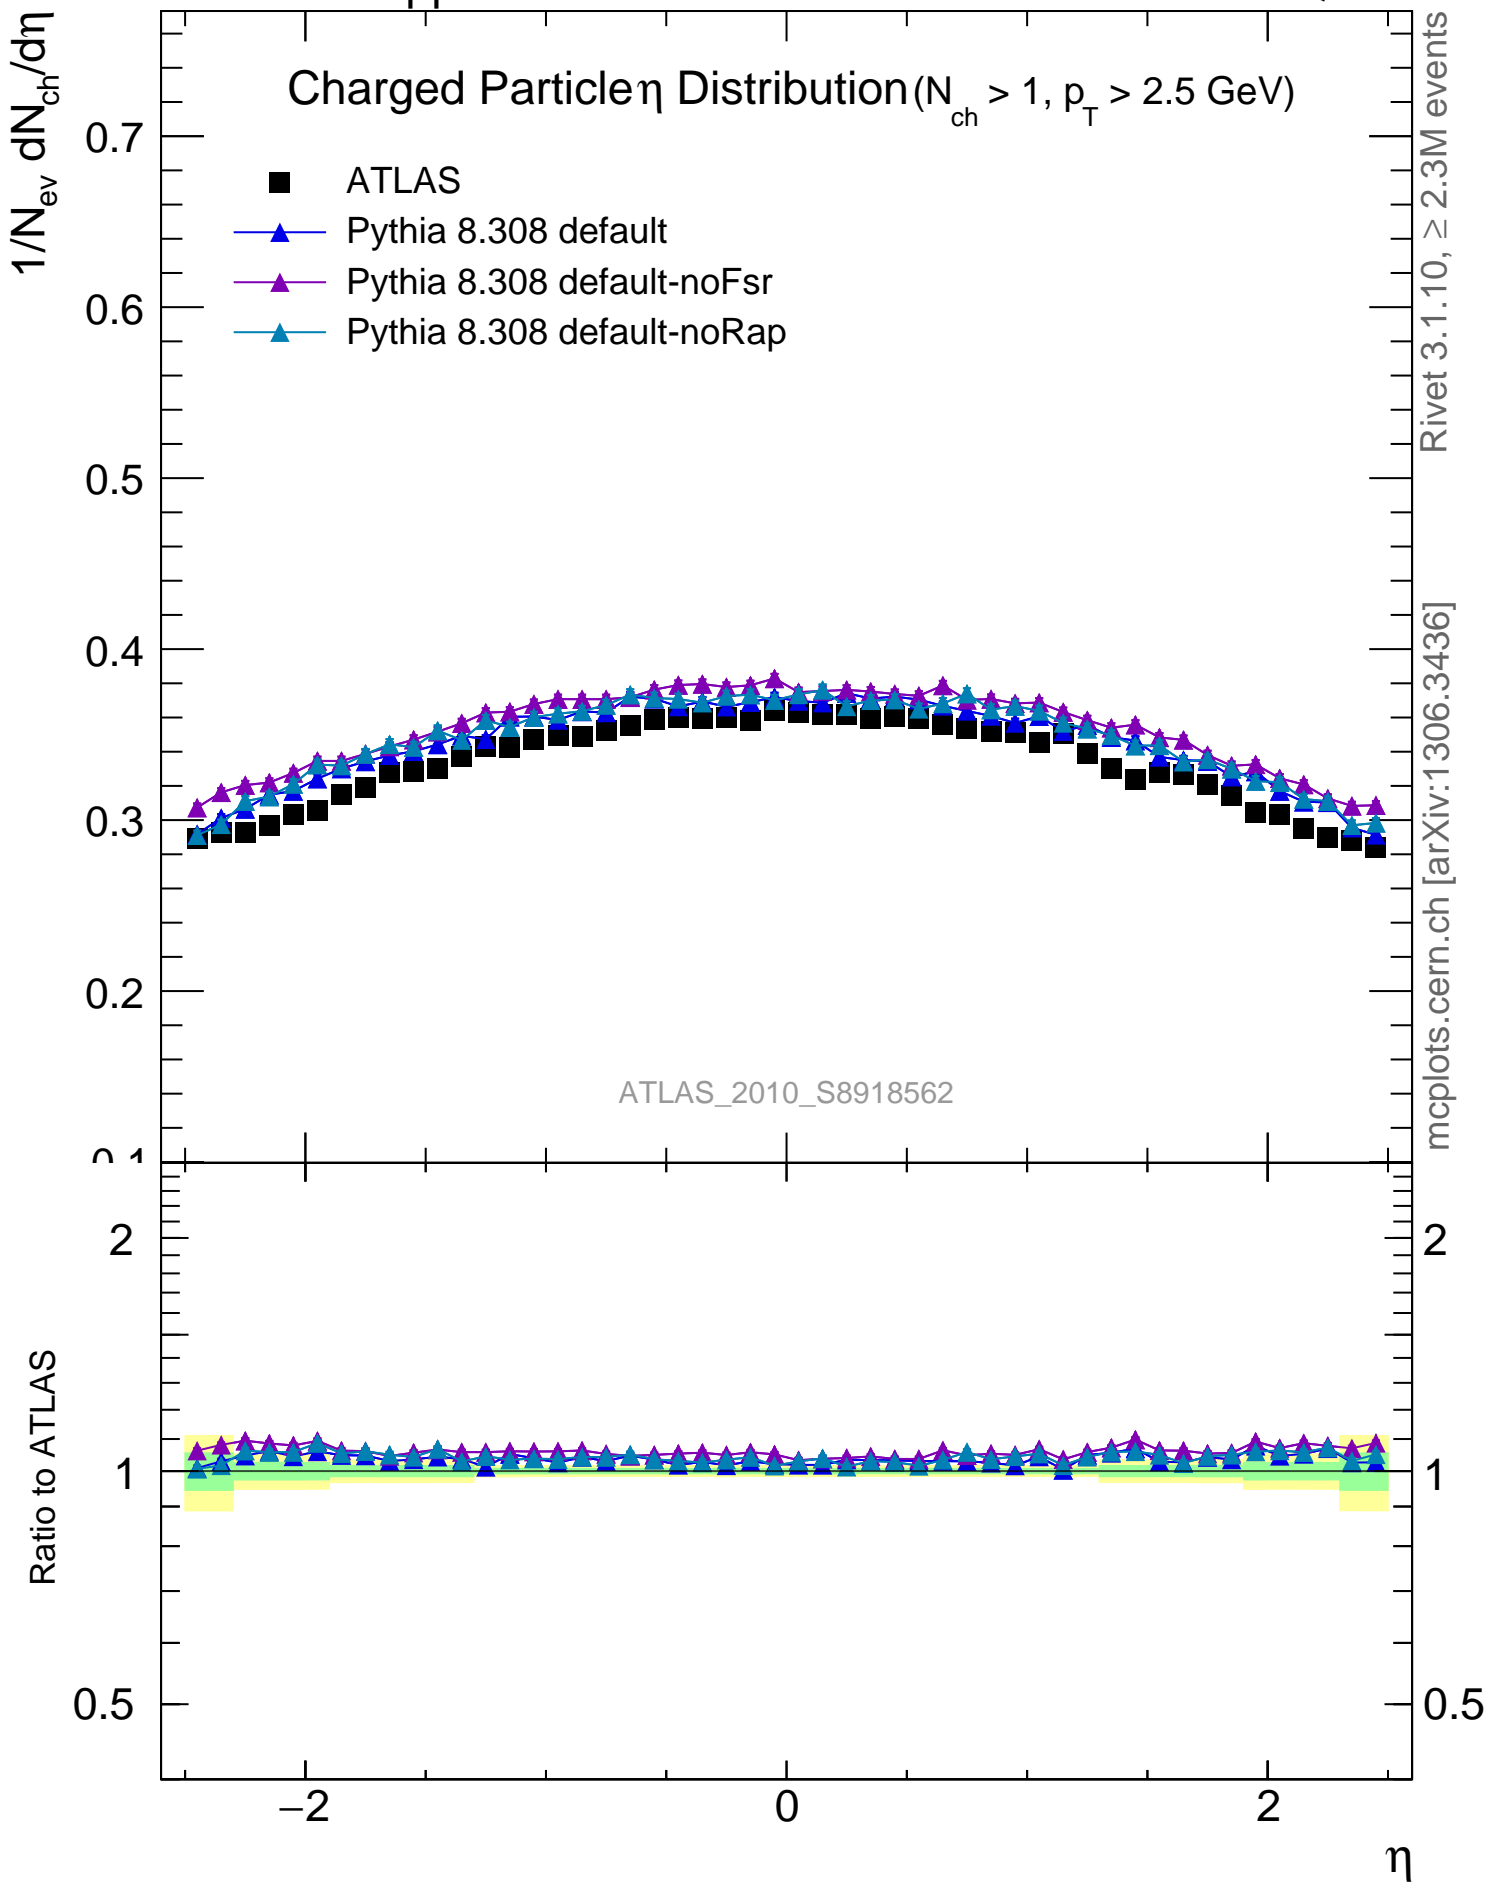 1/N_ev dN_ch/dη
Charged Particle η Distribution (N_ch > 1, p_T > 2.5 GeV)
ATLAS
Pythia 8.308 default
Pythia 8.308 default-noFsr
Pythia 8.308 default-noRap
0.7
0.6
0.5
0.4
0.3
0.2
0.1
ATLAS_2010_S8918562
Rivet 3.1.10, ≥ 2.3M events
mcplots.cern.ch [arXiv:1306.3436]
Ratio to ATLAS
2
1
0.5
2
1
0.5
−2
0
2
η